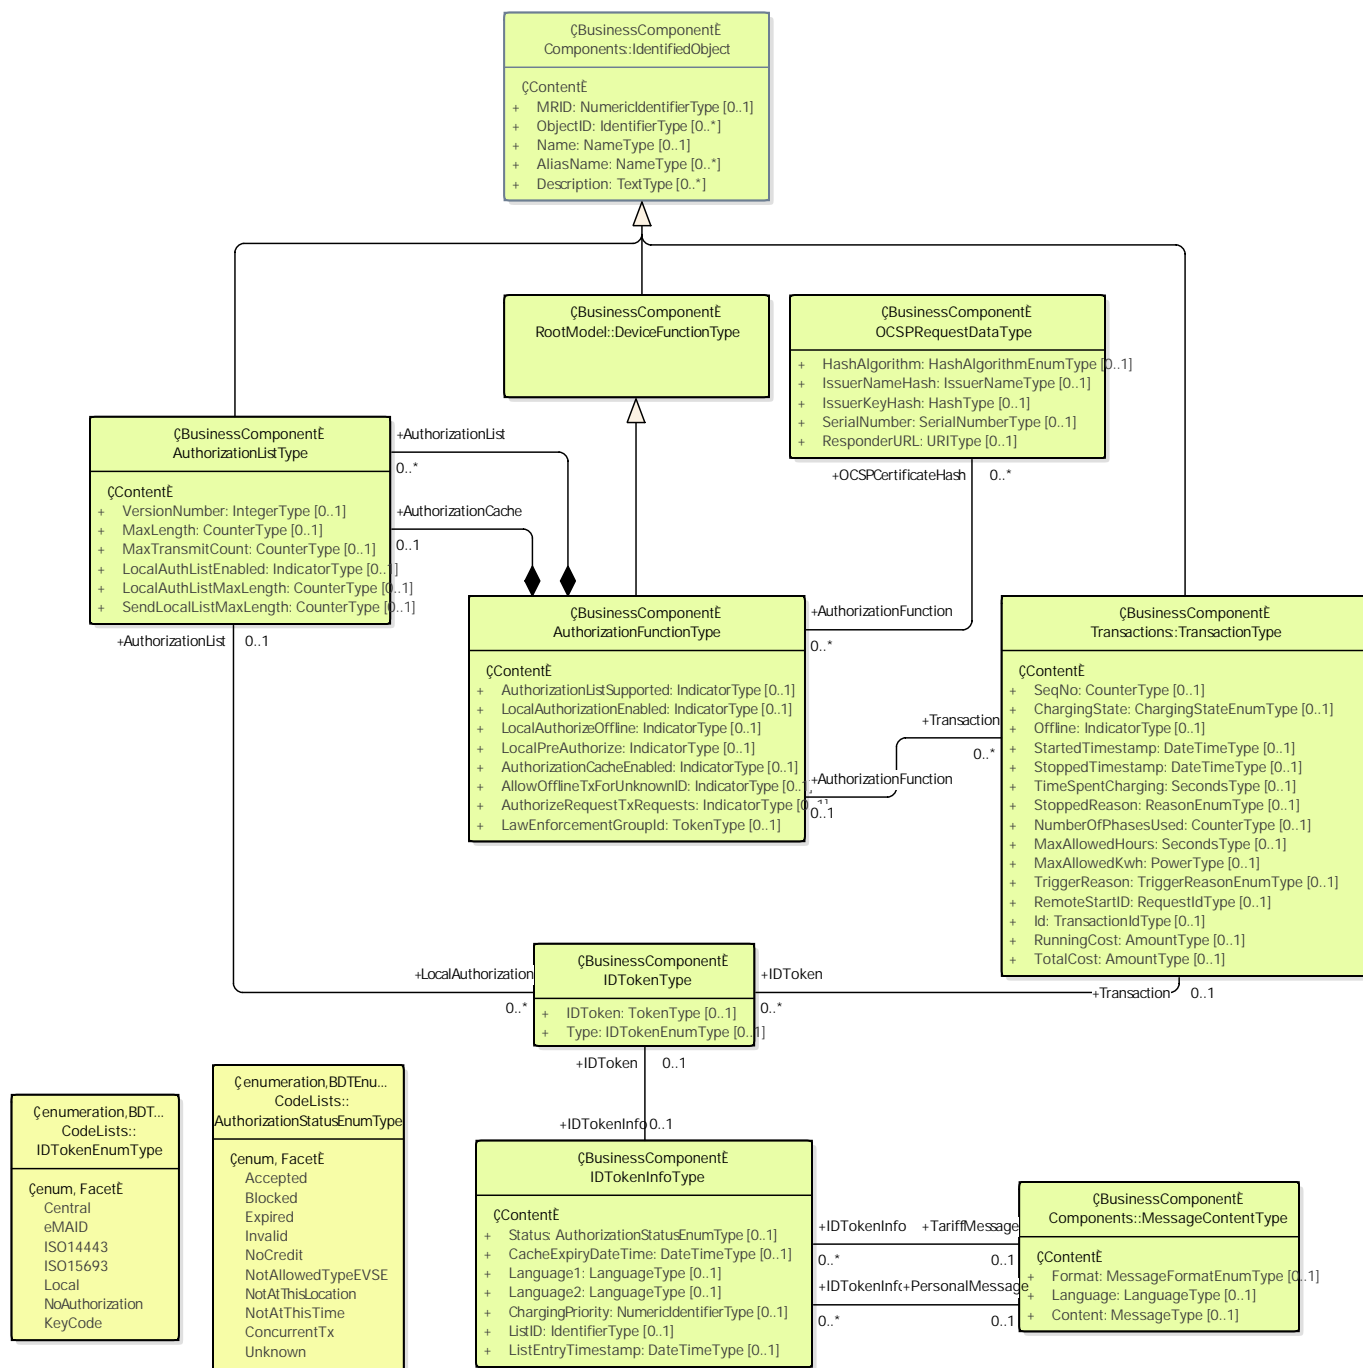 ÇBusinessComponentÈ
Components::IdentifiedObject
ÇContentÈ
+ MRID: NumericIdentifierType [0..1]
+ ObjectID: IdentifierType [0..*]
+ Name: NameType [0..1]
+ AliasName: NameType [0..*]
+ Description: TextType [0..*]
ÇBusinessComponentÈ
RootModel::DeviceFunctionType
ÇBusinessComponentÈ
OCSPRequestDataType
+ HashAlgorithm: HashAlgorithmEnumType [0..1]
+ IssuerNameHash: IssuerNameType [0..1]
+ IssuerKeyHash: HashType [0..1]
+ SerialNumber: SerialNumberType [0..1]
+ ResponderURL: URIType [0..1]
+OCSPCertificateHash 0..*
ÇBusinessComponentÈ
AuthorizationListType
ÇContentÈ
+ VersionNumber: IntegerType [0..1]
+ MaxLength: CounterType [0..1]
+ MaxTransmitCount: CounterType [0..1]
+ LocalAuthListEnabled: IndicatorType [0..1]
+ LocalAuthListMaxLength: CounterType [0..1]
+ SendLocalListMaxLength: CounterType [0..1]
+AuthorizationList
0..*
+AuthorizationCache
0..1
+AuthorizationList 0..1
ÇBusinessComponentÈ
AuthorizationFunctionType
ÇContentÈ
+ AuthorizationListSupported: IndicatorType [0..1]
+ LocalAuthorizationEnabled: IndicatorType [0..1]
+ LocalAuthorizeOffline: IndicatorType [0..1]
+ LocalPreAuthorize: IndicatorType [0..1]
+ AuthorizationCacheEnabled: IndicatorType [0..1]
+ AllowOfflineTxForUnknownID: IndicatorType [0..1]
+ AuthorizeRequestTxRequests: IndicatorType [0..1]
+ LawEnforcementGroupId: TokenType [0..1]
+AuthorizationFunction
0..*
+Transaction
0..*
+AuthorizationFunction
0..1
ÇBusinessComponentÈ
Transactions::TransactionType
ÇContentÈ
+ SeqNo: CounterType [0..1]
+ ChargingState: ChargingStateEnumType [0..1]
+ Offline: IndicatorType [0..1]
+ StartedTimestamp: DateTimeType [0..1]
+ StoppedTimestamp: DateTimeType [0..1]
+ TimeSpentCharging: SecondsType [0..1]
+ StoppedReason: ReasonEnumType [0..1]
+ NumberOfPhasesUsed: CounterType [0..1]
+ MaxAllowedHours: SecondsType [0..1]
+ MaxAllowedKwh: PowerType [0..1]
+ TriggerReason: TriggerReasonEnumType [0..1]
+ RemoteStartID: RequestIdType [0..1]
+ Id: TransactionIdType [0..1]
+ RunningCost: AmountType [0..1]
+ TotalCost: AmountType [0..1]
+LocalAuthorization
0..*
ÇBusinessComponentÈ
IDTokenType
+ IDToken: TokenType [0..1]
+ Type: IDTokenEnumType [0..1]
+IDToken
0..*
+Transaction 0..1
+IDToken 0..1
+IDTokenInfo 0..1
Çenumeration,BDT...
CodeLists::
IDTokenEnumType
Çenum, FacetÈ
Central
eMAID
ISO14443
ISO15693
Local
NoAuthorization
KeyCode
Çenumeration,BDTEnu...
CodeLists::
AuthorizationStatusEnumType
Çenum, FacetÈ
Accepted
Blocked
Expired
Invalid
NoCredit
NotAllowedTypeEVSE
NotAtThisLocation
NotAtThisTime
ConcurrentTx
Unknown
ÇBusinessComponentÈ
IDTokenInfoType
ÇContentÈ
+ Status: AuthorizationStatusEnumType [0..1]
+ CacheExpiryDateTime: DateTimeType [0..1]
+ Language1: LanguageType [0..1]
+ Language2: LanguageType [0..1]
+ ChargingPriority: NumericIdentifierType [0..1]
+ ListID: IdentifierType [0..1]
+ ListEntryTimestamp: DateTimeType [0..1]
+IDTokenInfo +TariffMessage
0..* 0..1
+IDTokenInfo +PersonalMessage
0..* 0..1
ÇBusinessComponentÈ
Components::MessageContentType
ÇContentÈ
+ Format: MessageFormatEnumType [0..1]
+ Language: LanguageType [0..1]
+ Content: MessageType [0..1]